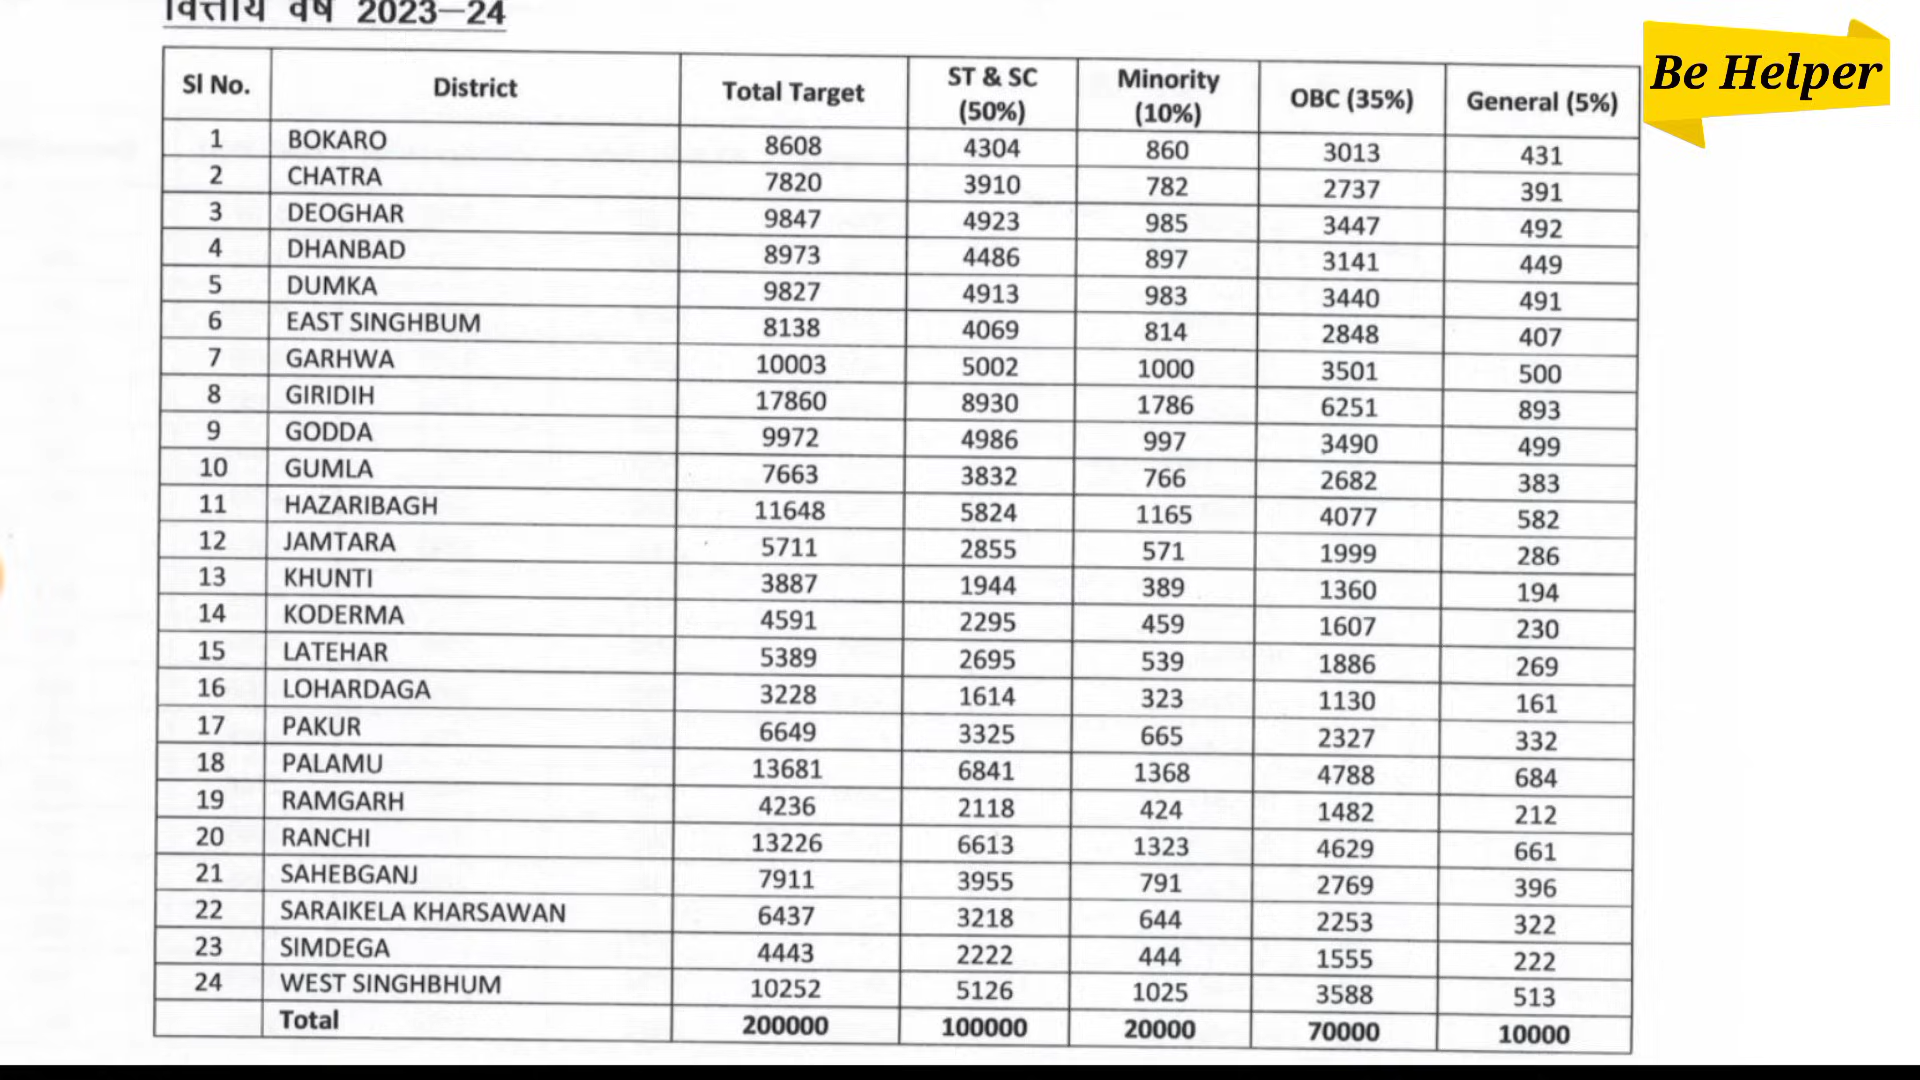 वित्तीय वर्ष 2023–24
Be Helper
Sl No. District Total Target ST & SC (50%) Minority (10%) OBC (35%) General (5%)
1 BOKARO 8608 4304 860 3013 431
2 CHATRA 7820 3910 782 2737 391
3 DEOGHAR 9847 4923 985 3447 492
4 DHANBAD 8973 4486 897 3141 449
5 DUMKA 9827 4913 983 3440 491
6 EAST SINGHBUM 8138 4069 814 2848 407
7 GARHWA 10003 5002 1000 3501 500
8 GIRIDIH 17860 8930 1786 6251 893
9 GODDA 9972 4986 997 3490 499
10 GUMLA 7663 3832 766 2682 383
11 HAZARIBAGH 11648 5824 1165 4077 582
12 JAMTARA 5711 2855 571 1999 286
13 KHUNTI 3887 1944 389 1360 194
14 KODERMA 4591 2295 459 1607 230
15 LATEHAR 5389 2695 539 1886 269
16 LOHARDAGA 3228 1614 323 1130 161
17 PAKUR 6649 3325 665 2327 332
18 PALAMU 13681 6841 1368 4788 684
19 RAMGARH 4236 2118 424 1482 212
20 RANCHI 13226 6613 1323 4629 661
21 SAHEBGANJ 7911 3955 791 2769 396
22 SARAIKELA KHARSAWAN 6437 3218 644 2253 322
23 SIMDEGA 4443 2222 444 1555 222
24 WEST SINGHBHUM 10252 5126 1025 3588 513
Total 200000 100000 20000 70000 10000